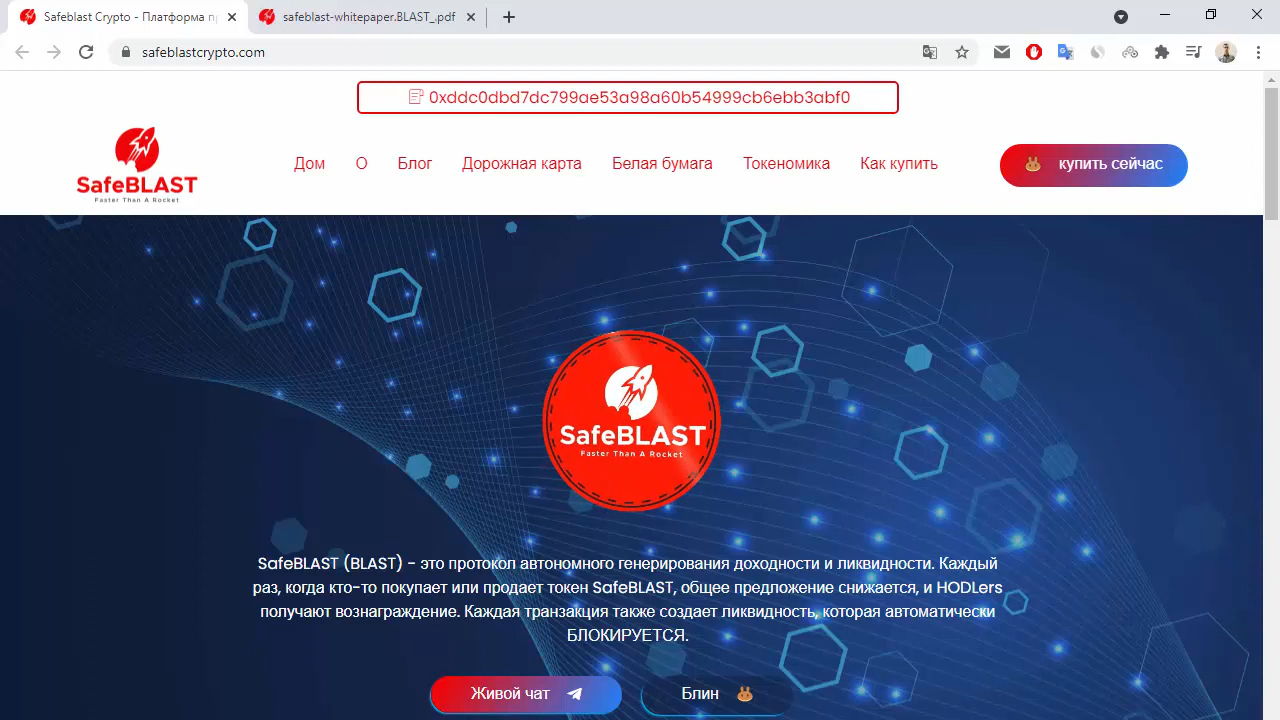 Safeblast Crypto - Платформа п
safeblast-whitepaper.BLAST_.pdf
safeblastcrypto.com
0xddc0dbd7dc799ae53a98a60b54999cb6ebb3abf0
SafeBLAST
Faster Than A Rocket
Дом
О
Блог
Дорожная карта
Белая бумага
Токеномика
Как купить
купить сейчас
SafeBLAST
Faster Than A Rocket
SafeBLAST (BLAST) - это протокол автономного генерирования доходности и ликвидности. Каждый
раз, когда кто-то покупает или продает токен SafeBLAST, общее предложение снижается, и HODLers
получают вознаграждение. Каждая транзакция также создает ликвидность, которая автоматически
БЛОКИРУЕТСЯ.
Живой чат
Блин